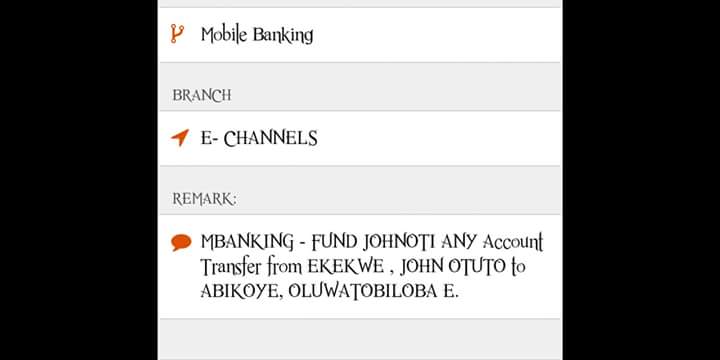 Mobile Banking
BRANCH
E- CHANNELS
REMARK:
MBANKING - FUND JOHNOTI ANY Account
Transfer from EKEKWE , JOHN OTUTO to
ABIKOYE, OLUWATOBILOBA E.